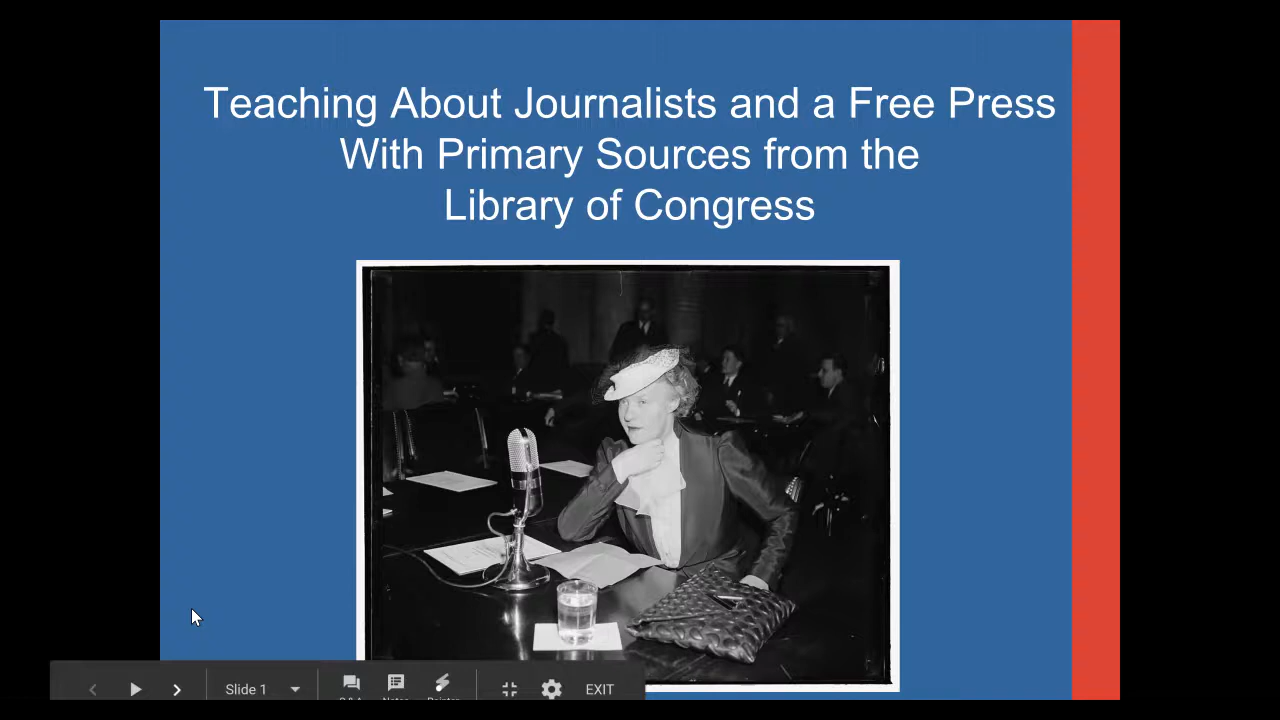 Teaching About Journalists and a Free Press
With Primary Sources from the
Library of Congress
Slide 1
EXIT